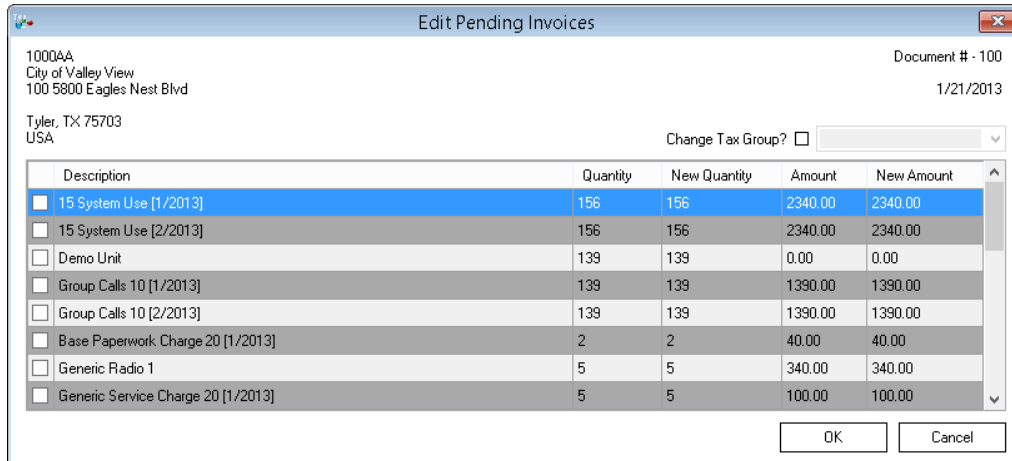 Edit Pending Invoices
1000AA
Document # - 100
City of Valley View
100 5800 Eagles Nest Blvd
1/21/2013
Tyler, TX 75703
USA
Change Tax Group?
Description Quantity New Quantity Amount New Amount
15 System Use [1/2013] 156 156 2340.00 2340.00
15 System Use [2/2013] 156 156 2340.00 2340.00
Demo Unit 139 139 0.00 0.00
Group Calls 10 [1/2013] 139 139 1390.00 1390.00
Group Calls 10 [2/2013] 139 139 1390.00 1390.00
Base Paperwork Charge 20 [1/2013] 2 2 40.00 40.00
Generic Radio 1 5 5 340.00 340.00
Generic Service Charge 20 [1/2013] 5 5 100.00 100.00
OK Cancel